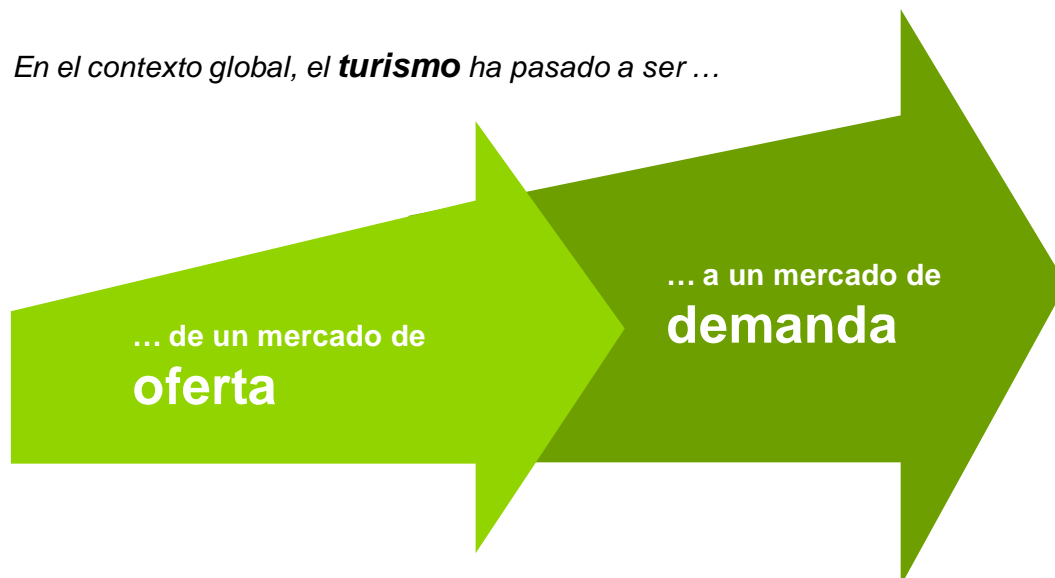 En el contexto global, el turismo ha pasado a ser …
… de un mercado de
oferta
… a un mercado de
demanda